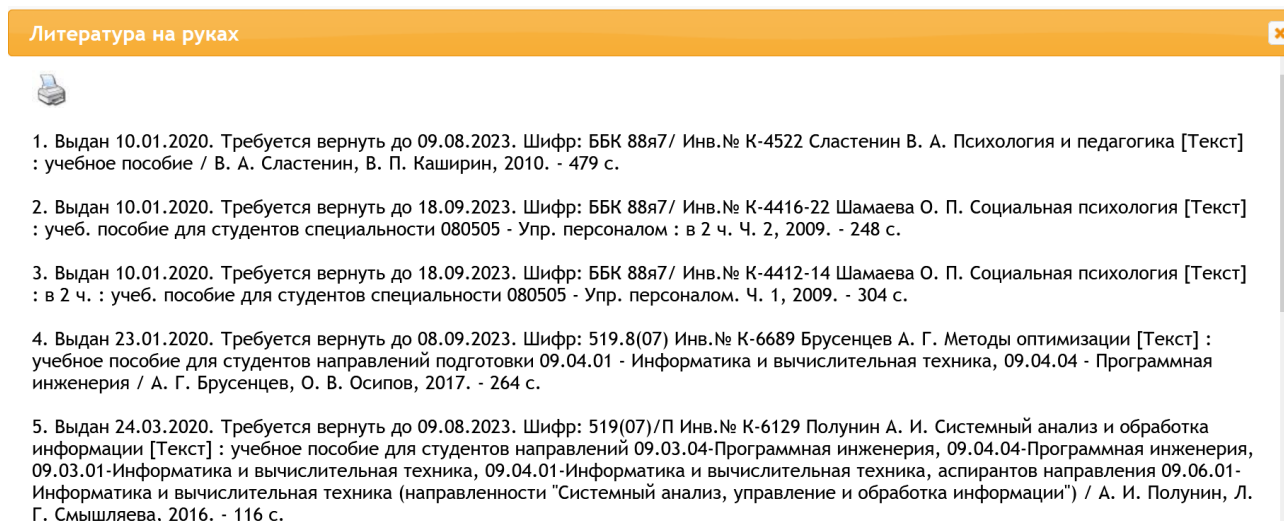 Литература на руках
1. Выдан 10.01.2020. Требуется вернуть до 09.08.2023. Шифр: ББК 88я7/ Инв.№ К-4522 Сластенин В. А. Психология и педагогика [Текст]
: учебное пособие / В. А. Сластенин, В. П. Каширин, 2010. - 479 с.
2. Выдан 10.01.2020. Требуется вернуть до 18.09.2023. Шифр: ББК 88я7/ Инв.№ К-4416-22 Шамаева О. П. Социальная психология [Текст]
: учеб. пособие для студентов специальности 080505 - Упр. персоналом : в 2 ч. Ч. 2, 2009. - 248 с.
3. Выдан 10.01.2020. Требуется вернуть до 18.09.2023. Шифр: ББК 88я7/ Инв.№ К-4412-14 Шамаева О. П. Социальная психология [Текст]
: в 2 ч. : учеб. пособие для студентов специальности 080505 - Упр. персоналом. Ч. 1, 2009. - 304 с.
4. Выдан 23.01.2020. Требуется вернуть до 08.09.2023. Шифр: 519.8(07) Инв.№ К-6689 Брусенцев А. Г. Методы оптимизации [Текст] :
учебное пособие для студентов направлений подготовки 09.04.01 - Информатика и вычислительная техника, 09.04.04 - Программная
инженерия / А. Г. Брусенцев, О. В. Осипов, 2017. - 264 с.
5. Выдан 24.03.2020. Требуется вернуть до 09.08.2023. Шифр: 519(07)/П Инв.№ К-6129 Полунин А. И. Системный анализ и обработка
информации [Текст] : учебное пособие для студентов направлений 09.03.04-Программная инженерия, 09.04.04-Программная инженерия,
09.03.01-Информатика и вычислительная техника, 09.04.01-Информатика и вычислительная техника, аспирантов направления 09.06.01-
Информатика и вычислительная техника (направленности "Системный анализ, управление и обработка информации") / А. И. Полунин, Л.
Г. Смышляева, 2016. - 116 с.